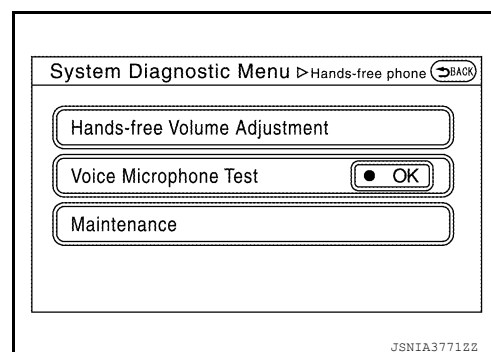 System Diagnostic Menu ▷ Hands-free phone BACK
Hands-free Volume Adjustment
Voice Microphone Test ● OK
Maintenance
JSNIA3771ZZ